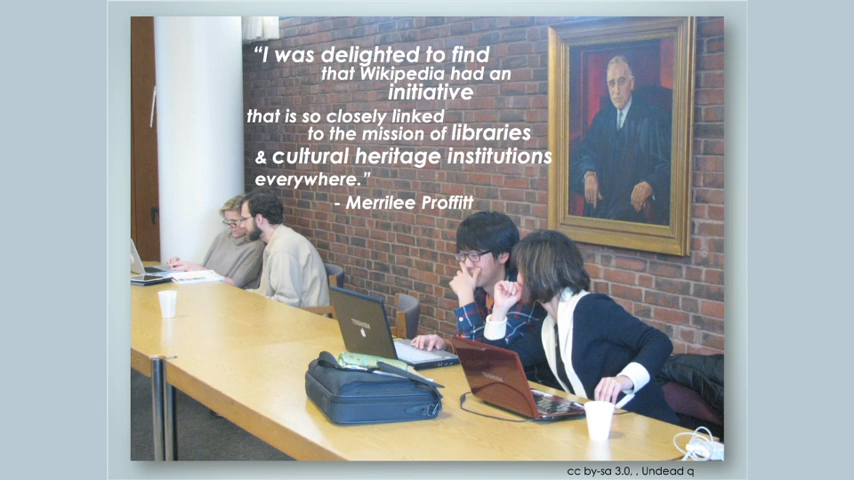 “I was delighted to find
that Wikipedia had an
initiative
that is so closely linked
to the mission of libraries
& cultural heritage institutions
everywhere.”
- Merrilee Proffitt
TOSHIBA
cc by-sa 3.0, , Undead q